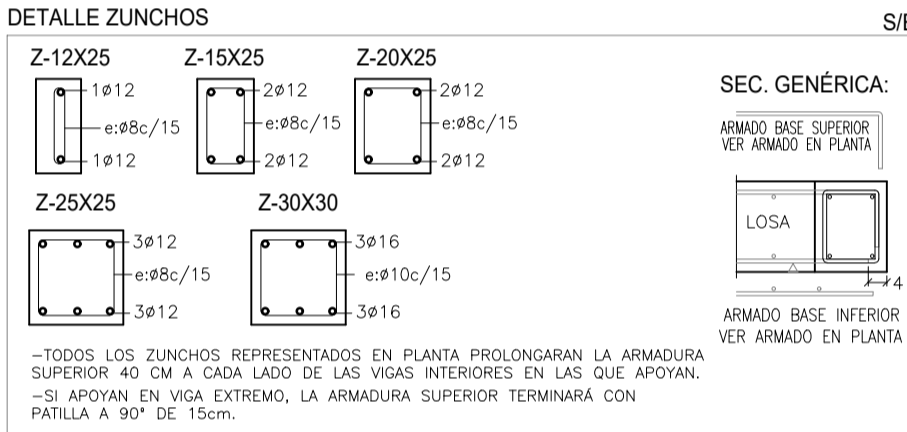 DETALLE ZUNCHOS
Z-12X25
1ø12
e:ø8c/15
1ø12
Z-15X25
2ø12
e:ø8c/15
2ø12
Z-20X25
2ø12
e:ø8c/15
2ø12
Z-25X25
3ø12
e:ø8c/15
3ø12
Z-30X30
3ø16
e:ø10c/15
3ø16
SEC. GENÉRICA:
ARMADO BASE SUPERIOR
VER ARMADO EN PLANTA
LOSA
4
ARMADO BASE INFERIOR
VER ARMADO EN PLANTA
-TODOS LOS ZUNCHOS REPRESENTADOS EN PLANTA PROLONGARAN LA ARMADURA
SUPERIOR 40 CM A CADA LADO DE LAS VIGAS INTERIORES EN LAS QUE APOYAN.
-SI APOYAN EN VIGA EXTREMO, LA ARMADURA SUPERIOR TERMINARÁ CON
PATILLA A 90° DE 15cm.